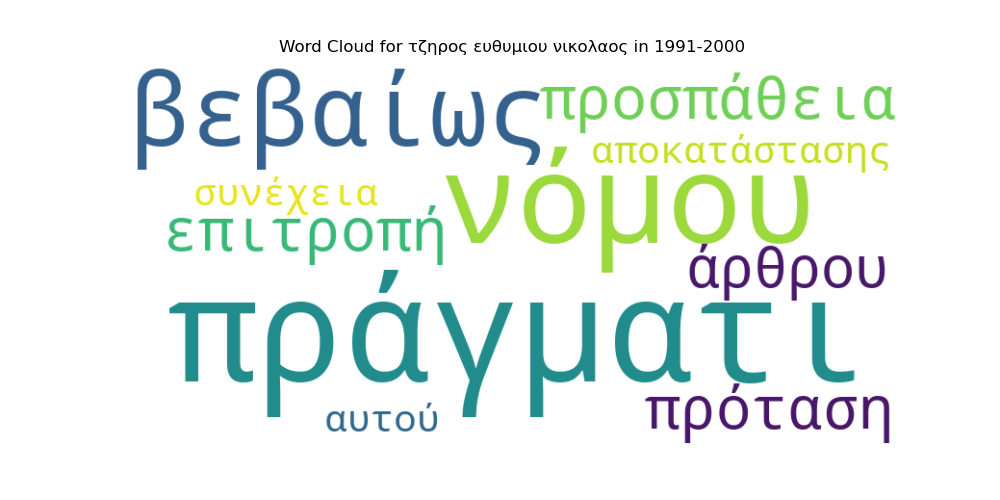 Word Cloud for τζηρος ευθυμιου νικολαος in 1991-2000
βεβαίως
προσπάθεια
αποκατάστασης
συνέχεια
νόμου
επιτροπή
άρθρου
πράγματι
πρόταση
αυτού